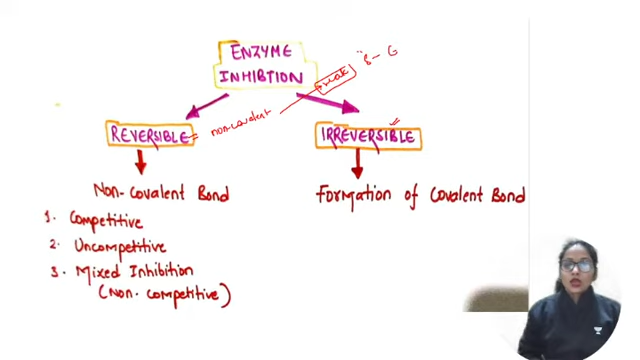 ENZYME
INHIBTION
weak
REVERSIBLE
non-covalent
IRREVERSIBLE
Non-Covalent Bond
Formation of Covalent Bond
1. Competitive
2. Uncompetitive
3. Mixed Inhibition
(Non-Competitive)